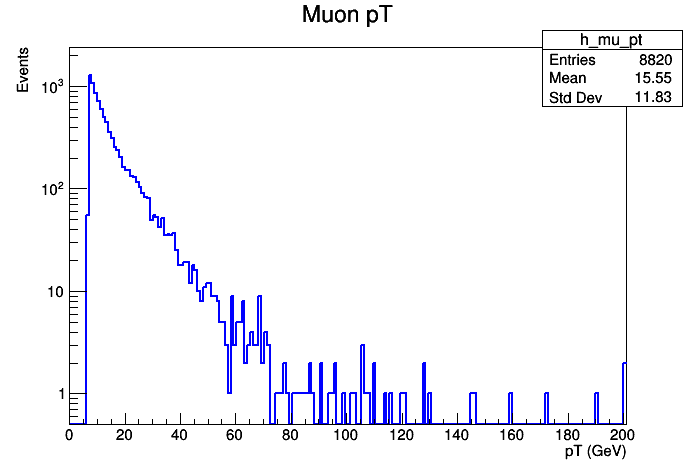 Muon pT
Events
h_mu_pt
Entries 8820
Mean 15.55
Std Dev 11.83
10³
10²
10
1
0 20 40 60 80 100 120 140 160 180 200
pT (GeV)